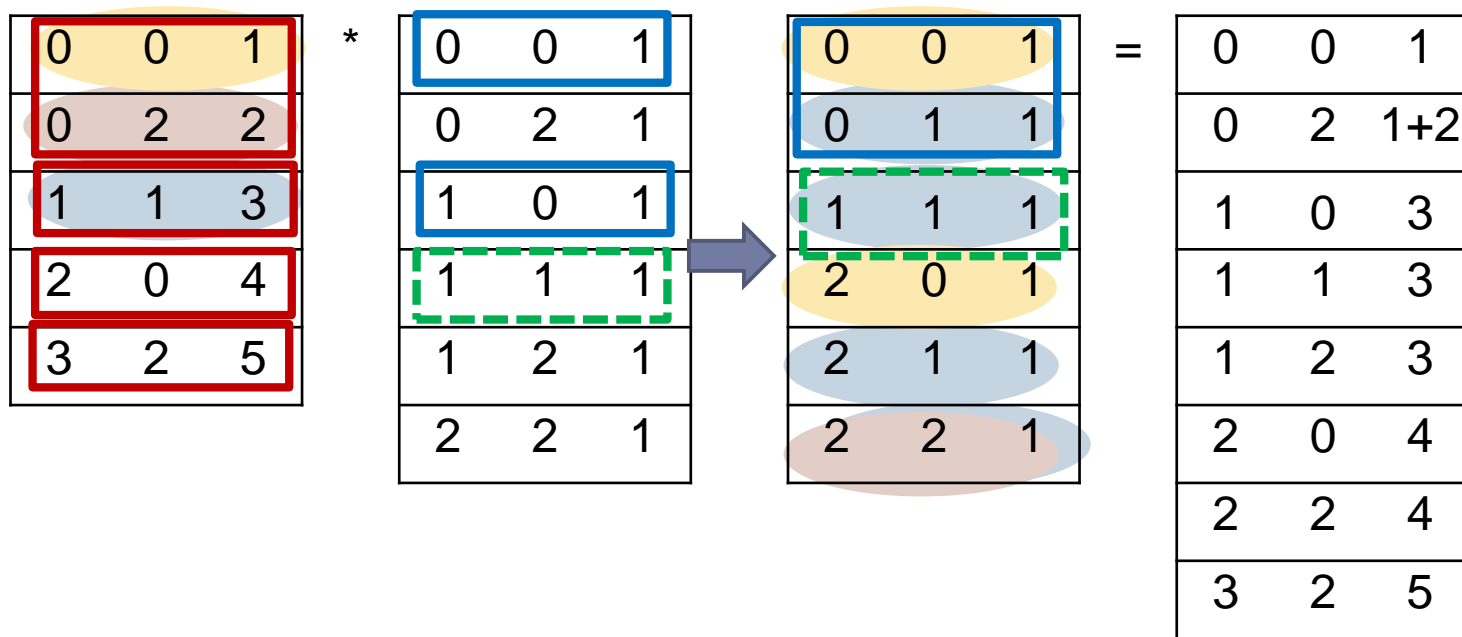 0 0 1 * 0 0 1 0 0 1 = 0 0 1
0 2 2 0 2 1 0 1 1 0 2 1+2
1 1 3 1 0 1 1 1 1 1 0 3
2 0 4 1 1 1 2 0 1 1 1 3
3 2 5 1 2 1 2 1 1 1 2 3
2 2 1 2 2 1 2 0 4
2 2 4
3 2 5